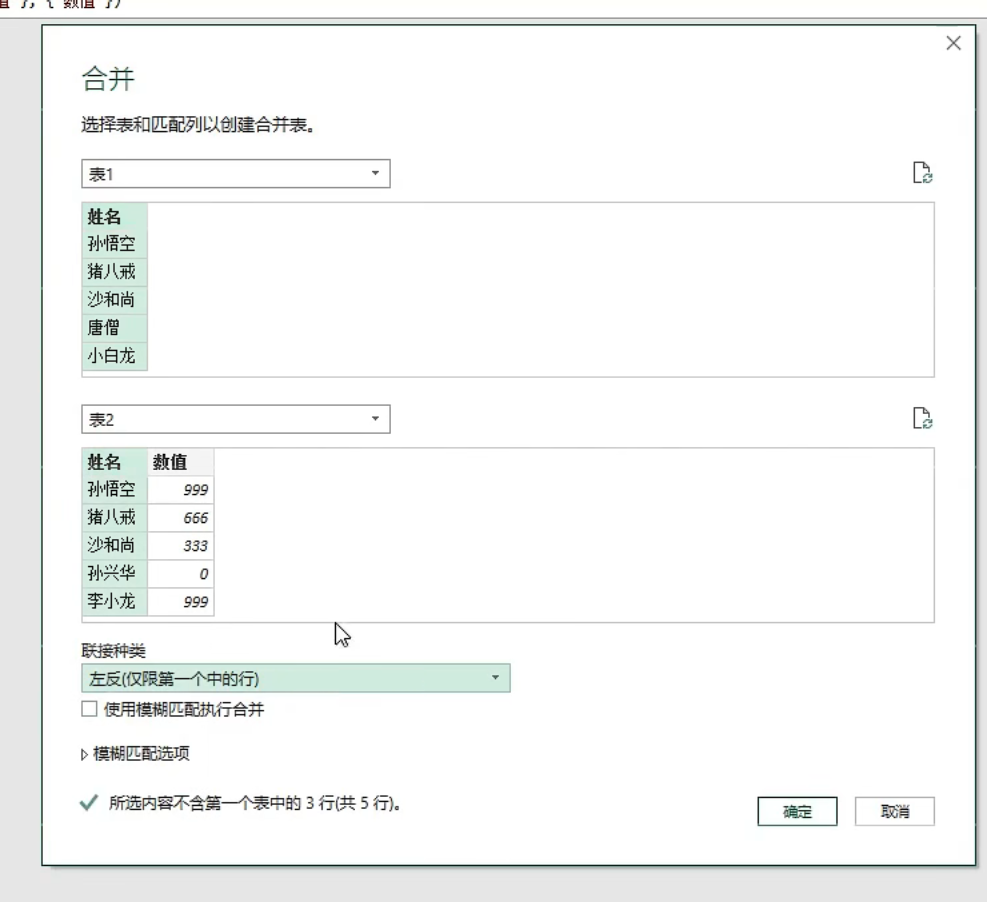 值"}, {"数值"})
合并
选择表和匹配列以创建合并表。
表1
姓名
孙悟空
猪八戒
沙和尚
唐僧
小白龙
表2
姓名 数值
孙悟空 999
猪八戒 666
沙和尚 333
孙兴华 0
李小龙 999
联接种类
左反(仅限第一个中的行)
使用模糊匹配执行合并
模糊匹配选项
所选内容不含第一个表中的 3 行(共 5 行)。
确定 取消